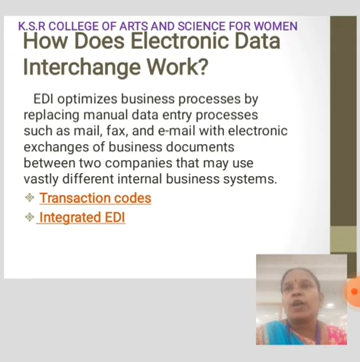 K.S.R COLLEGE OF ARTS AND SCIENCE FOR WOMEN
How Does Electronic Data
Interchange Work?
EDI optimizes business processes by
replacing manual data entry processes
such as mail, fax, and e-mail with electronic
exchanges of business documents
between two companies that may use
vastly different internal business systems.
Transaction codes
Integrated EDI